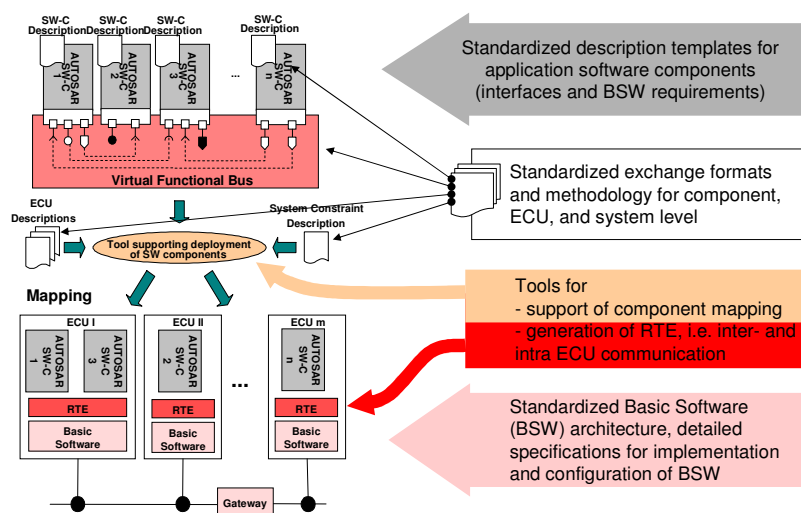 SW-C
Description
SW-C
Description
SW-C
Description
SW-C
Description
AUTOSAR
SW-C
1
AUTOSAR
SW-C
2
AUTOSAR
SW-C
3
...
AUTOSAR
SW-C
n
Virtual Functional Bus
ECU
Descriptions
System Constraint
Description
Tool supporting deployment
of SW components
Mapping
ECU I
AUTOSAR
SW-C
1
AUTOSAR
SW-C
3
RTE
Basic
Software
ECU II
AUTOSAR
SW-C
2
RTE
Basic
Software
...
ECU m
AUTOSAR
SW-C
n
RTE
Basic
Software
Gateway
Standardized description templates for
application software components
(interfaces and BSW requirements)
Standardized exchange formats
and methodology for component,
ECU, and system level
Tools for
- support of component mapping
- generation of RTE, i.e. inter- and
intra ECU communication
Standardized Basic Software
(BSW) architecture, detailed
specifications for implementation
and configuration of BSW